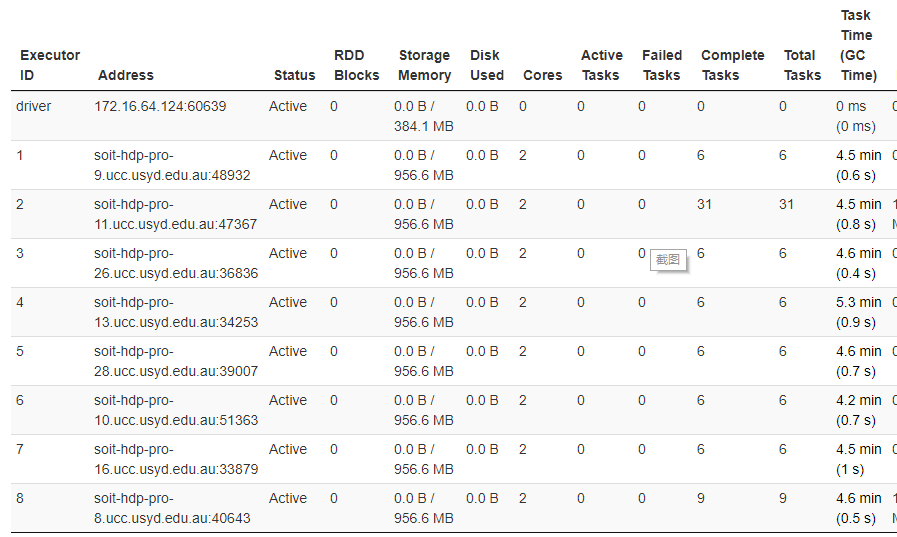 Executor ID Address Status RDD Blocks Storage Memory Disk Used Cores Active Tasks Failed Tasks Complete Tasks Total Tasks Task Time (GC Time)
driver 172.16.64.124:60639 Active 0 0.0 B / 384.1 MB 0.0 B 0 0 0 0 0 0 ms (0 ms)
1 soit-hdp-pro-9.ucc.usyd.edu.au:48932 Active 0 0.0 B / 956.6 MB 0.0 B 2 0 0 6 6 4.5 min (0.6 s)
2 soit-hdp-pro-11.ucc.usyd.edu.au:47367 Active 0 0.0 B / 956.6 MB 0.0 B 2 0 0 31 31 4.5 min (0.8 s)
3 soit-hdp-pro-26.ucc.usyd.edu.au:36836 Active 0 0.0 B / 956.6 MB 0.0 B 2 0 0 截图 6 6 4.6 min (0.4 s)
4 soit-hdp-pro-13.ucc.usyd.edu.au:34253 Active 0 0.0 B / 956.6 MB 0.0 B 2 0 0 6 6 5.3 min (0.9 s)
5 soit-hdp-pro-28.ucc.usyd.edu.au:39007 Active 0 0.0 B / 956.6 MB 0.0 B 2 0 0 6 6 4.6 min (0.7 s)
6 soit-hdp-pro-10.ucc.usyd.edu.au:51363 Active 0 0.0 B / 956.6 MB 0.0 B 2 0 0 6 6 4.2 min (0.7 s)
7 soit-hdp-pro-16.ucc.usyd.edu.au:33879 Active 0 0.0 B / 956.6 MB 0.0 B 2 0 0 6 6 4.5 min (1 s)
8 soit-hdp-pro-8.ucc.usyd.edu.au:40643 Active 0 0.0 B / 956.6 MB 0.0 B 2 0 0 9 9 4.6 min (0.5 s)